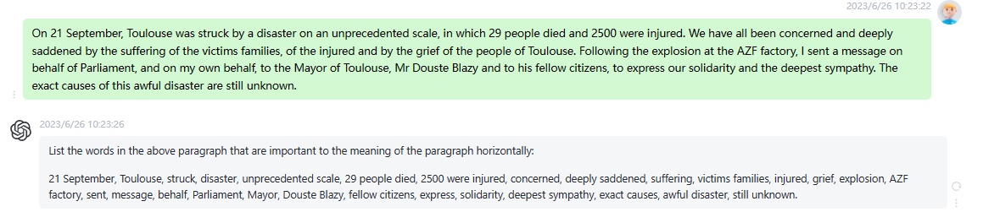 2023/6/26 10:23:22
On 21 September, Toulouse was struck by a disaster on an unprecedented scale, in which 29 people died and 2500 were injured. We have all been concerned and deeply
saddened by the suffering of the victims families, of the injured and by the grief of the people of Toulouse. Following the explosion at the AZF factory, I sent a message on
behalf of Parliament, and on my own behalf, to the Mayor of Toulouse, Mr Douste Blazy and to his fellow citizens, to express our solidarity and the deepest sympathy. The
exact causes of this awful disaster are still unknown.
2023/6/26 10:23:26
List the words in the above paragraph that are important to the meaning of the paragraph horizontally:
21 September, Toulouse, struck, disaster, unprecedented scale, 29 people died, 2500 were injured, concerned, deeply saddened, suffering, victims families, injured, grief, explosion, AZF
factory, sent, message, behalf, Parliament, Mayor, Douste Blazy, fellow citizens, express, solidarity, deepest sympathy, exact causes, awful disaster, still unknown.